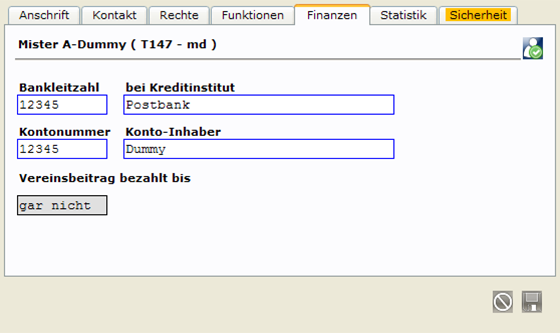 Anschrift Kontakt Rechte Funktionen Finanzen Statistik Sicherheit
Mister A-Dummy ( T147 - md )
Bankleitzahl bei Kreditinstitut
12345 Postbank
Kontonummer Konto-Inhaber
12345 Dummy
Vereinsbeitrag bezahlt bis
gar nicht